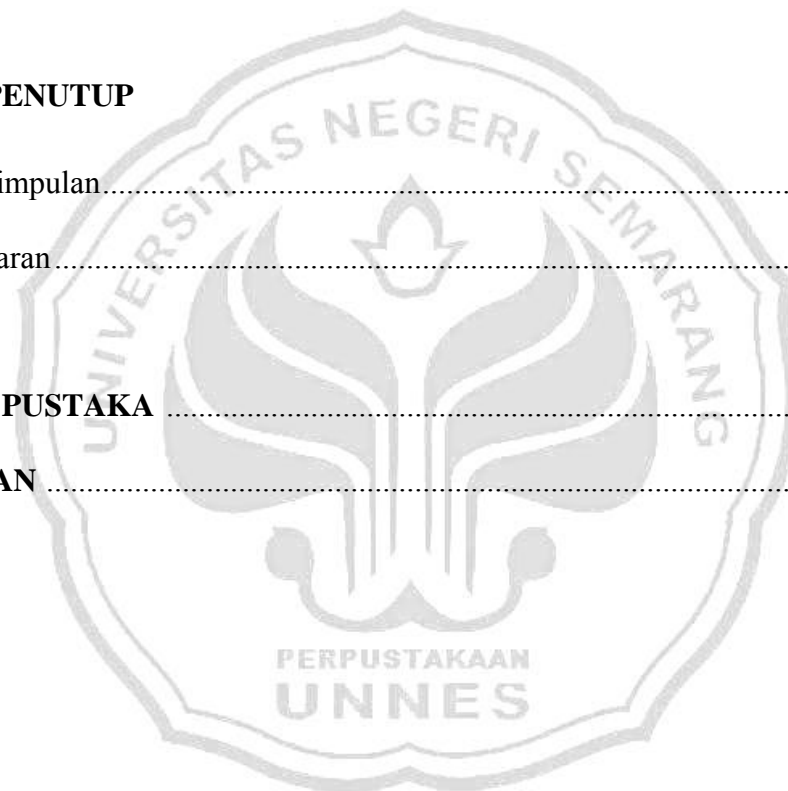 PENUTUP
UNIVERSITAS NEGERI SEMARANG
impulan..........................................................................................
aran................................................................................................
PUSTAKA ..................................................................................
AN ................................................................................................
PERPUSTAKAAN
UNNES